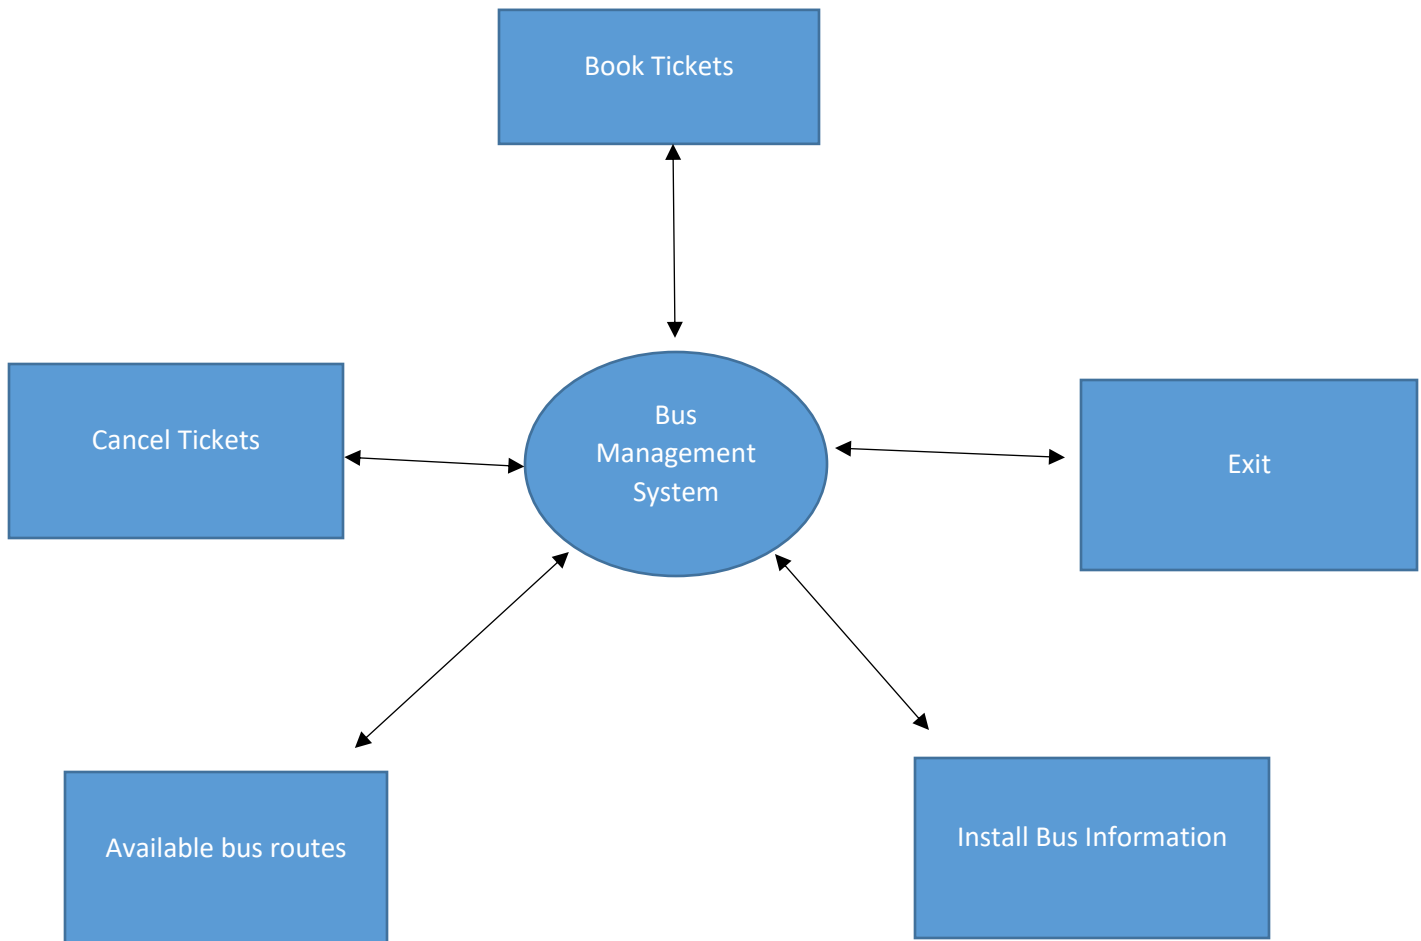 Book Tickets
Bus
Management
System
Cancel Tickets
Exit
Available bus routes
Install Bus Information